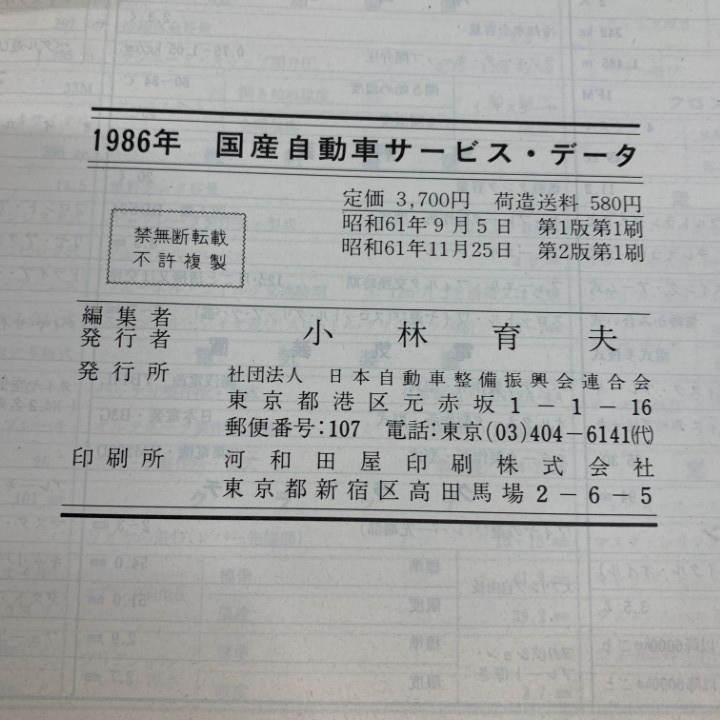 1986年 国産自動車サービス・データ
定価 3,700円 荷造送料 580円
昭和61年9月5日 第1版第1刷
昭和61年11月25日 第2版第1刷
禁無断転載
不許複製
編集者
発行者 小林育夫
発行所 社団法人 日本自動車整備振興会連合会
東京都港区元赤坂1-1-16
郵便番号:107 電話:東京(03)404-6141㈹
印刷所 河和田屋印刷株式会社
東京都新宿区高田馬場2-6-5